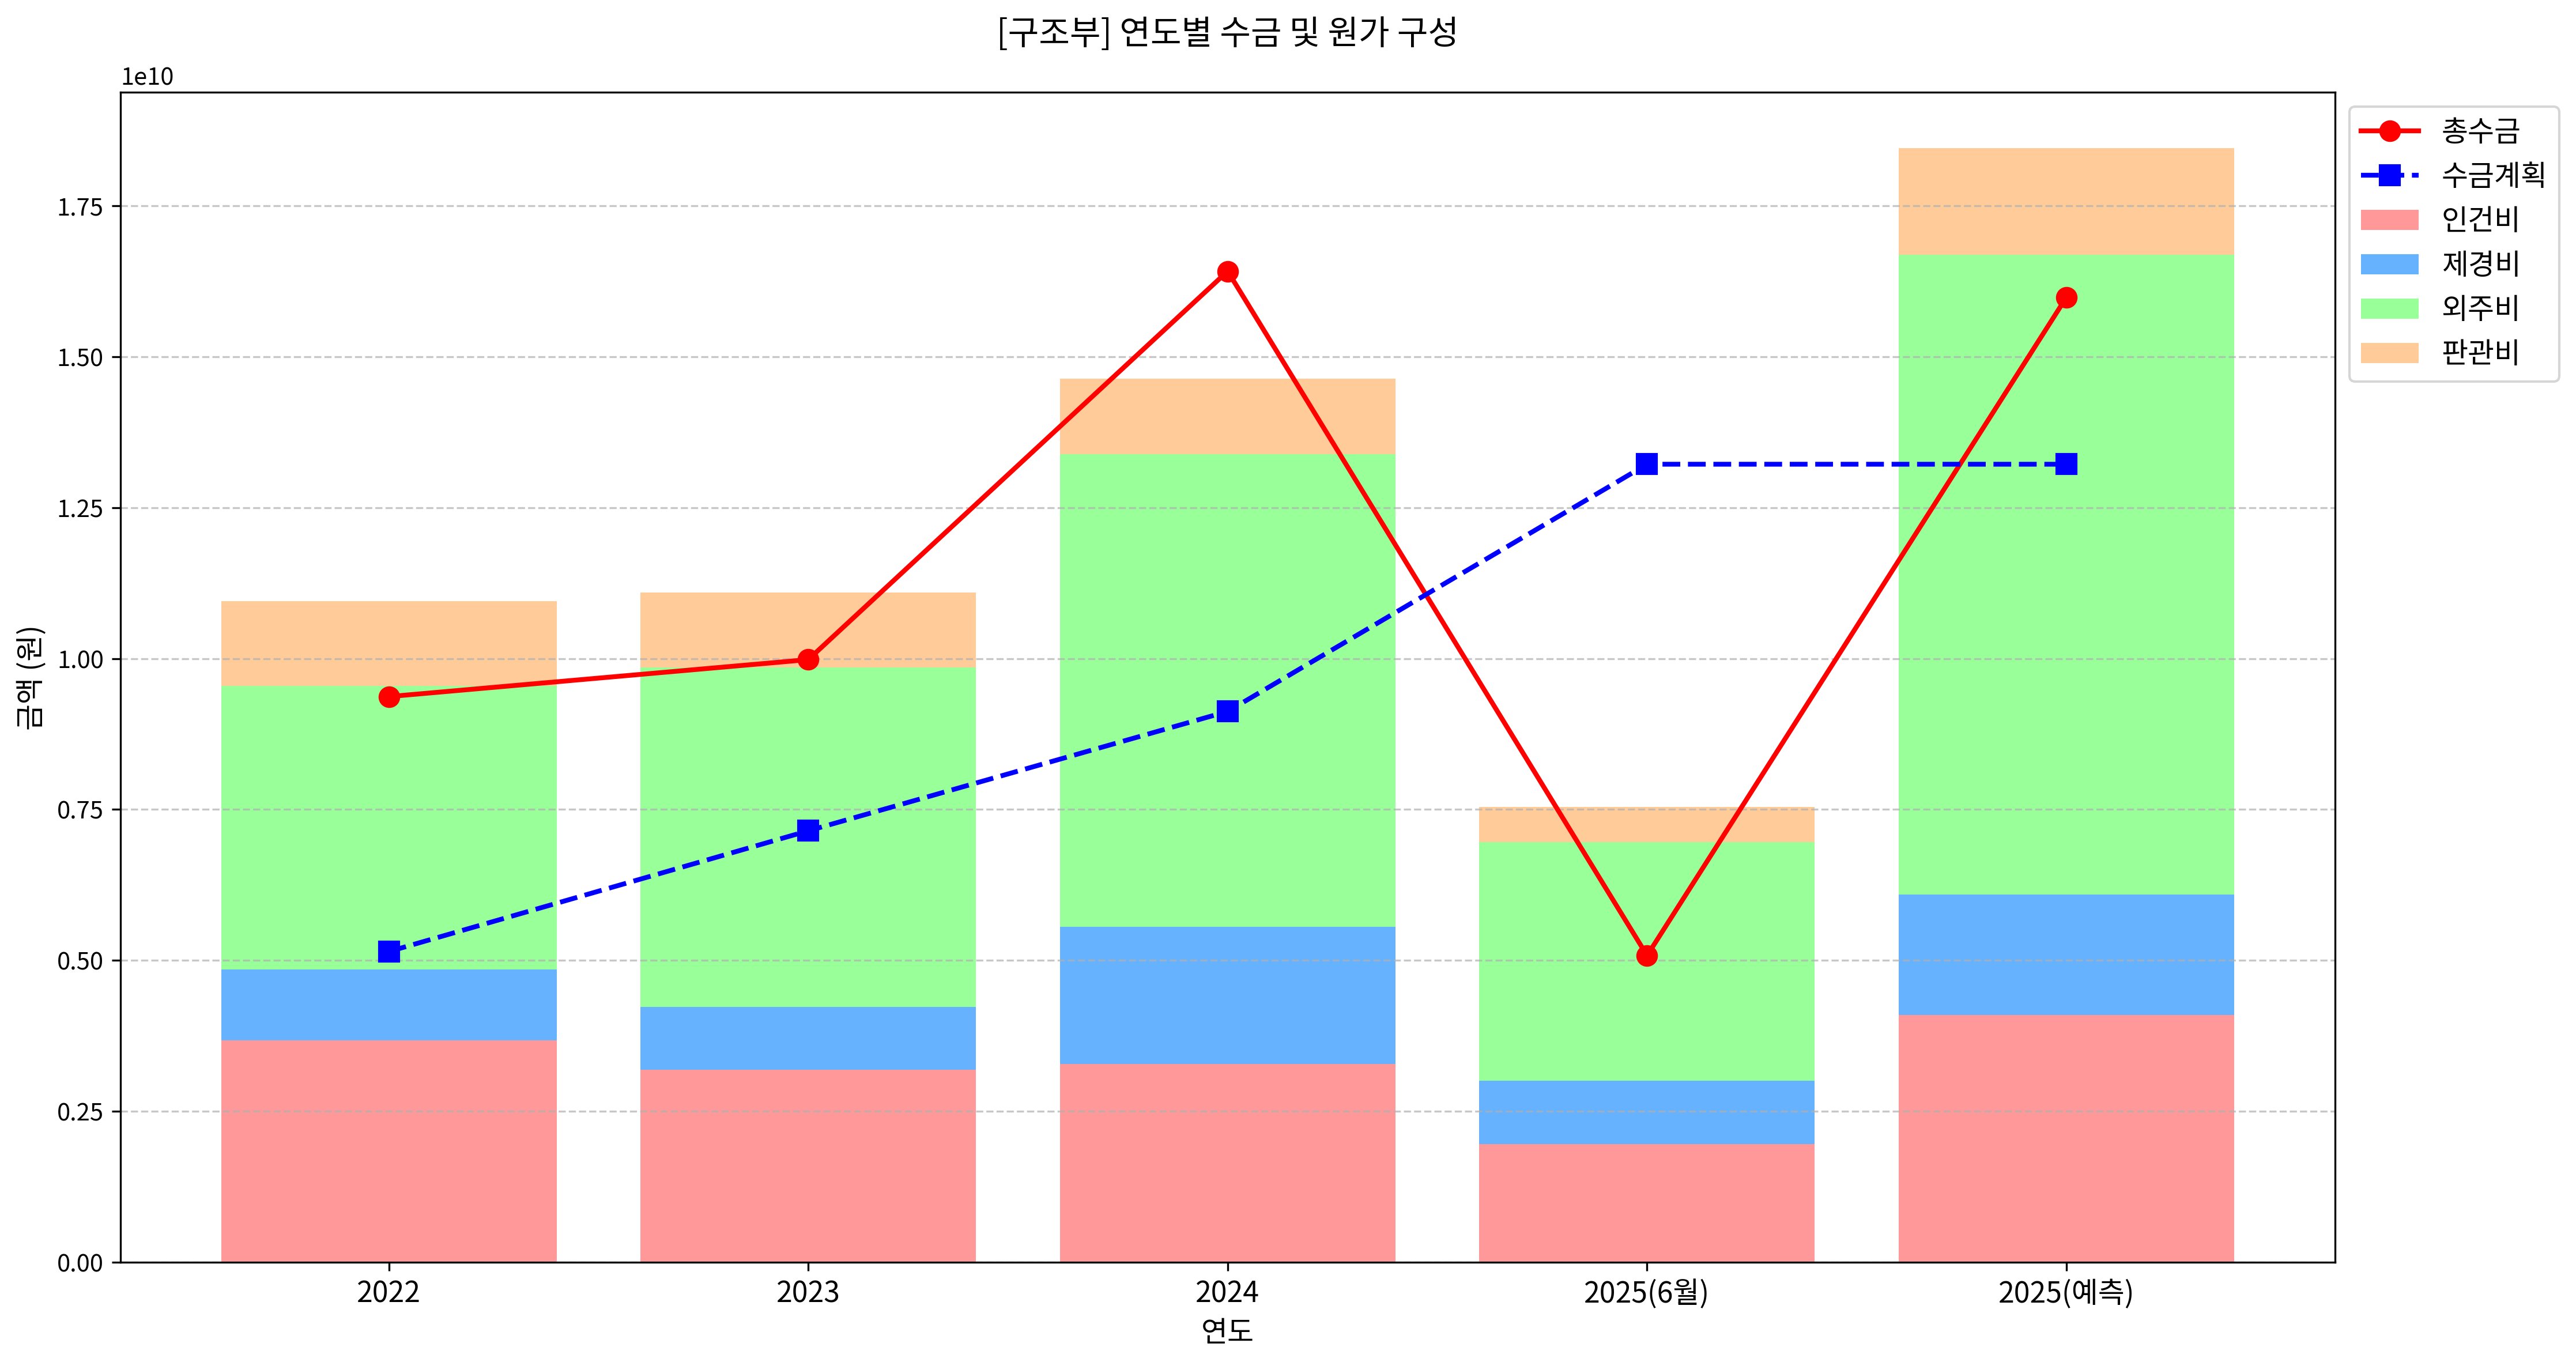 [구조부] 연도별 수금 및 원가 구성
1e10
1.75
1.50
1.25
1.00
0.75
0.50
0.25
0.00
금액 (원)
2022
2023
2024
2025(6월)
2025(예측)
연도
총수금
수금계획
인건비
제경비
외주비
판관비